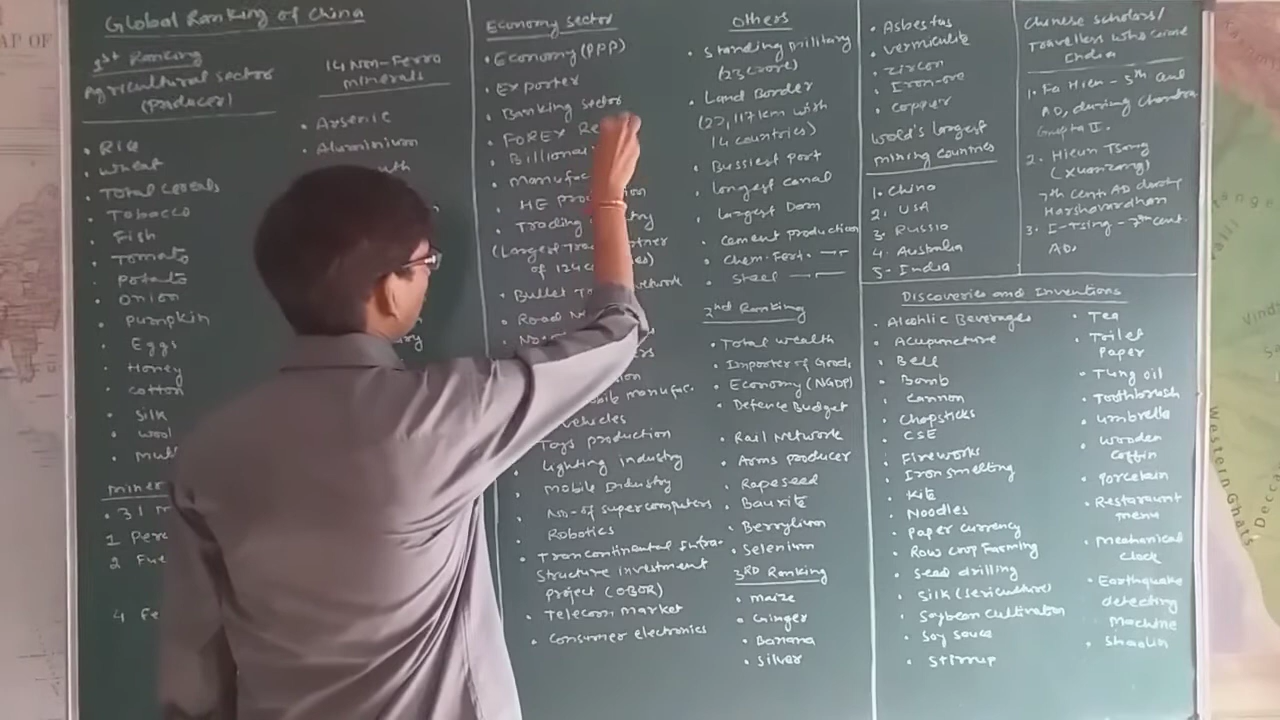 AP OF
Global Ranking of China
1st Ranking
Agricultural sector
(Producer)
• Rice
• wheat
• Total cereals
• Tobacco
• Fish
• Tomato
• Potato
• Onion
• Pumpkin
• Eggs
• Honey
• cotton
• Silk
• wool
14 Non-Ferro
minerals
• Arsenic
• Aluminium
Economy sector
• Economy (PPP)
• Exporter
• Banking sector
• FOREX
• HE
• Trading
(Largest
of 124
• Bullet
• Road
vehicles
Toys production
• Lighting industry
• Mobile Industry
• No. of supercomputers
• Robotics
• Transcontinental Infra-
structure investment
project (OBOR)
• Telecom market
• Consumer electronics
Others
• Standing military
(23 crore)
• Land Border
(22,117 km with
14 countries)
• Bussiest port
• longest canal
• largest Dam
• Cement production
• Chem. Fert. —〃—
• Steel —〃—
2nd Ranking
• Total wealth
• Importer of Goods
• Economy (NGDP)
• Defence Budget
• Rail Network
• Arms producer
• Rapeseed
• Bauxite
• Berrylium
• Selenium
3RD Ranking
• maize
• Ginger
• Banana
• Silver
• Asbestus
• vermiculite
• Zircon
• Iron-ore
• Copper
World's longest
mining countries
1. China
2. USA
3. Russia
4. Australia
5. India
Chinese scholars/
Travellers who came
India
1. Fa Hien - 5th cent
AD, during Chandra
Gupta II.
2. Hieun Tsang
(xuanzang)
7th cent. AD during
Harshavardhan
3. I-Tsing - 7th cent.
AD.
Discoveries and Inventions
• Alcohlic Beverages
• Acupuncture
• Bell
• Bomb
• Cannon
• Chopsticks
• CSE
• Fireworks
• Iron smelting
• Kite
• Noodles
• Paper currency
• Row crop farming
• Seed drilling
• Silk (sericulture)
• Soybean cultivation
• Soy sauce
• Stirrup
• Tea
• Toilet
Paper
• Tung oil
• Toothbrush
• umbrella
• wooden
coffin
• Porcelain
• Restaraunt
menu
• Mechanical
clock
• Earthquake
detecting
Machine
• Shaolin
Western Ghats